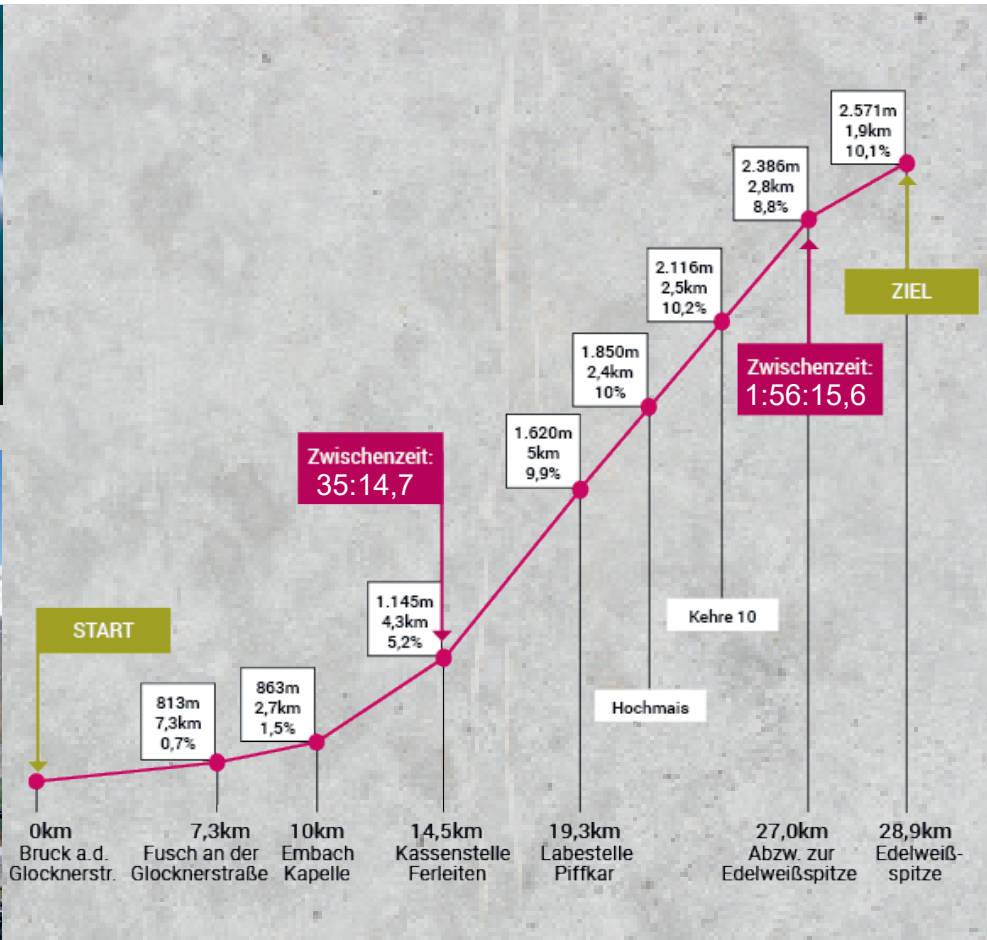 2.571m
1,9km
10,1%
2.386m
2,8km
8,8%
2.116m
2,5km
10,2%
ZIEL
1.850m
2,4km
10%
Zwischenzeit:
1:56:15,6
1.620m
5km
9,9%
Zwischenzeit:
35:14,7
1.145m
4,3km
5,2%
START
Kehre 10
863m
2,7km
1,5%
813m
7,3km
0,7%
Hochmais
0km
Bruck a.d.
Glocknerstr.
7,3km
Fusch an der
Glocknerstraße
10km
Embach
Kapelle
14,5km
Kassenstelle
Ferleiten
19,3km
Labestelle
Piffkar
27,0km
Abzw. zur
Edelweißspitze
28,9km
Edelweiß-
spitze